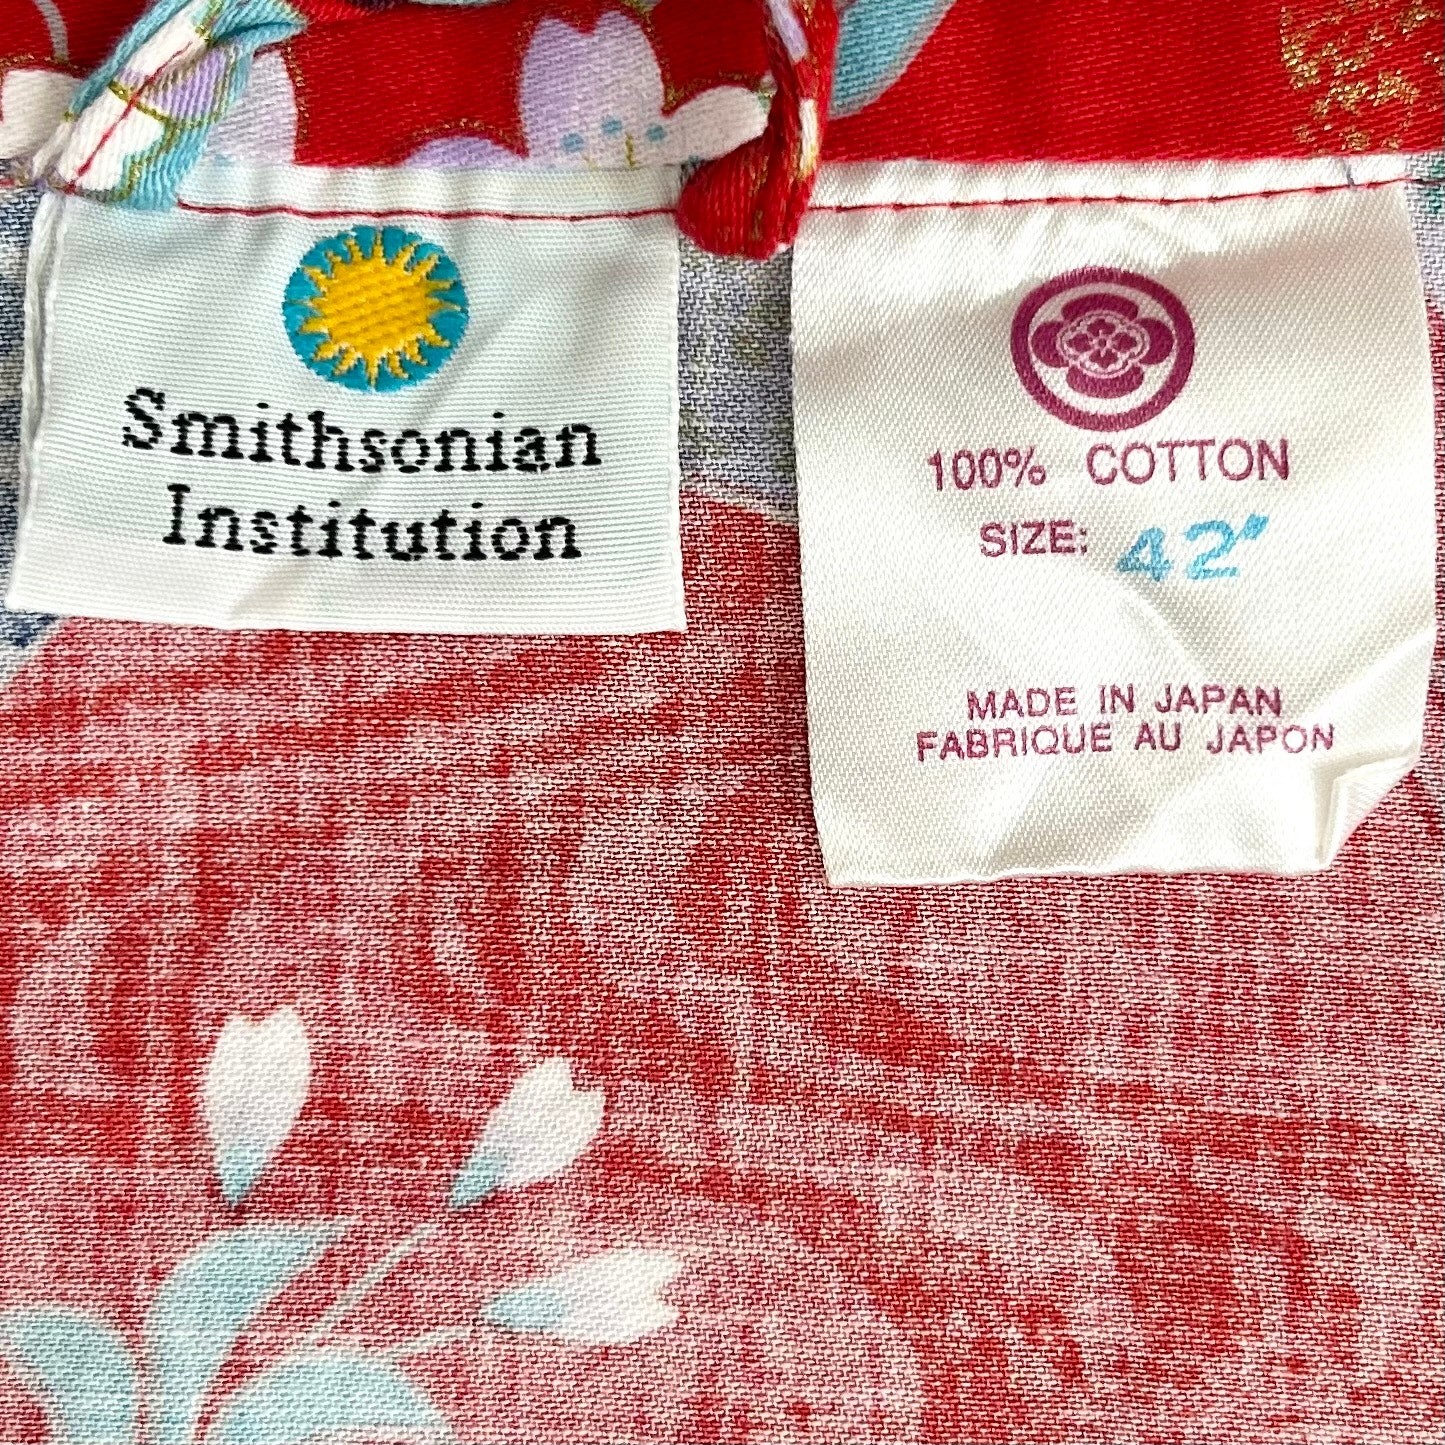 Smithsonian
Institution
100% COTTON
SIZE: 42"
MADE IN JAPAN
FABRIQUE AU JAPON